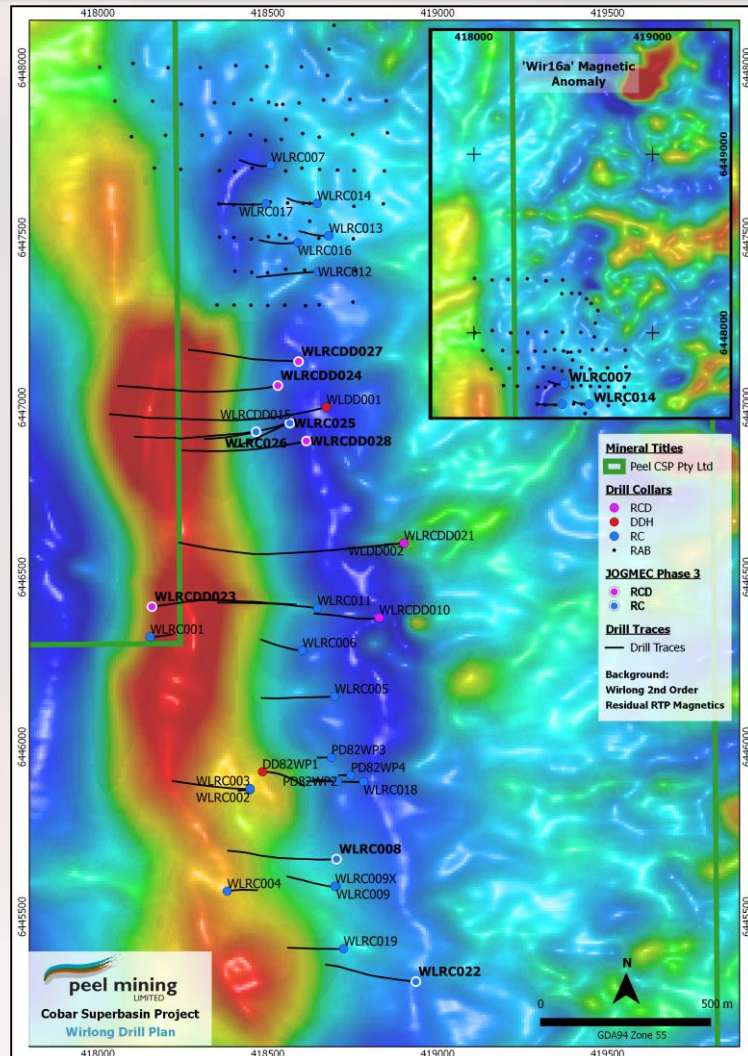 418000 418500 419000 419500
418000 419000
'Wir16a' Magnetic
Anomaly
6449000
6448000
WLRC007
WLRC014
6448000
6447500
6447000
6446500
6446000
6445500
6448000
6447500
6447000
6446500
6446000
6445500
WLRC007
WLRC014
WLRC017
WLRC013
WLRC016
WLRC012
WLRCDD027
WLRCDD024
WLDD001
WLRCDD015
WLRC025
WLRC026
WLRCDD028
WLRCDD021
WLDD002
WLRCDD023
WLRC011
WLRCDD010
WLRC001
WLRC006
WLRC005
PD82WP3
DD82WP1
PD82WP4
WLRC003
PD82WP2
WLRC002
WLRC018
WLRC008
WLRC009X
WLRC004
WLRC009
WLRC019
WLRC022
Mineral Titles
Peel CSP Pty Ltd
Drill Collars
RCD
DDH
RC
RAB
JOGMEC Phase 3
RCD
RC
Drill Traces
Drill Traces
Background:
Wirlong 2nd Order
Residual RTP Magnetics
peel mining
LIMITED
Cobar Superbasin Project
Wirlong Drill Plan
N
0 500 m
GDA94 Zone 55
418000 418500 419000 419500